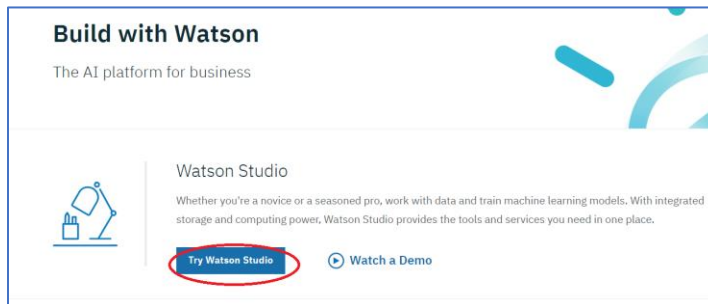 Build with Watson
The AI platform for business
Watson Studio
Whether you're a novice or a seasoned pro, work with data and train machine learning models. With integrated
storage and computing power, Watson Studio provides the tools and services you need in one place.
Try Watson Studio Watch a Demo